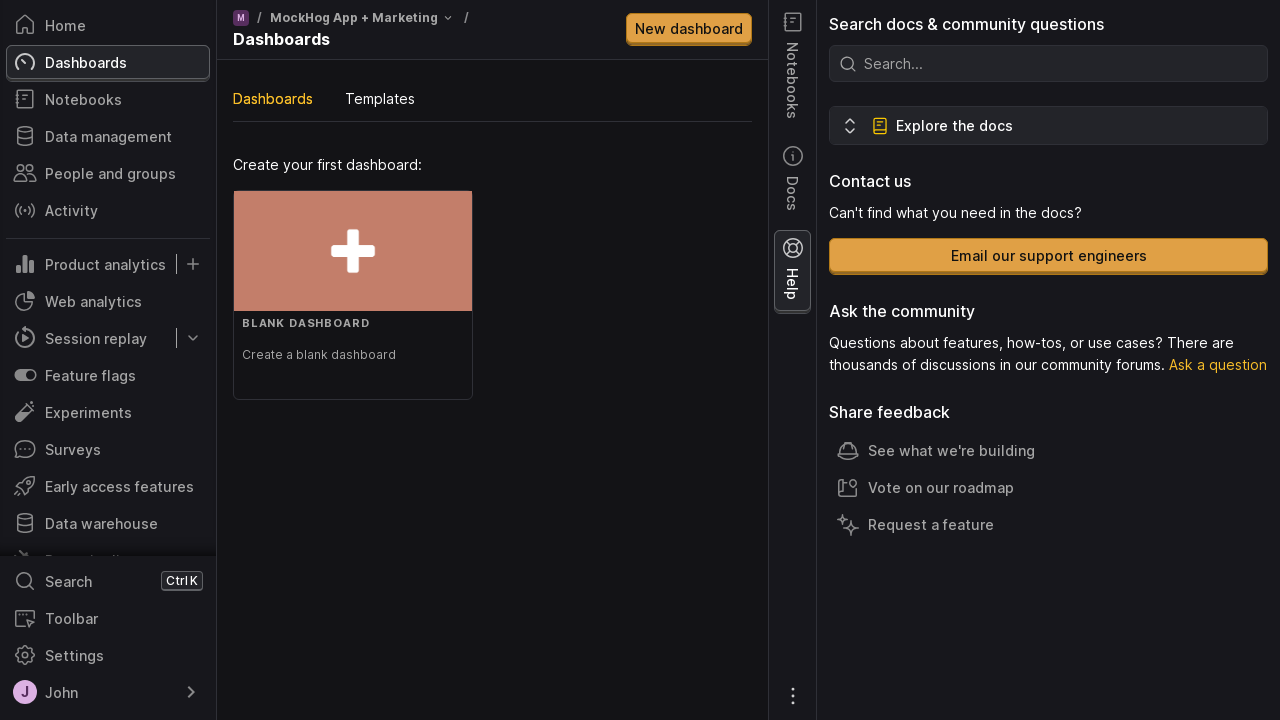 Home
Dashboards
Notebooks
Data management
People and groups
Activity
Product analytics
Web analytics
Session replay
Feature flags
Experiments
Surveys
Early access features
Data warehouse
Search Ctrl K
Toolbar
Settings
J John
M / MockHog App + Marketing /
Dashboards
New dashboard
Dashboards Templates
Create your first dashboard:
BLANK DASHBOARD
Create a blank dashboard
Notebooks
Docs
Help
Search docs & community questions
Search...
Explore the docs
Contact us
Can't find what you need in the docs?
Email our support engineers
Ask the community
Questions about features, how-tos, or use cases? There are
thousands of discussions in our community forums. Ask a question
Share feedback
See what we're building
Vote on our roadmap
Request a feature